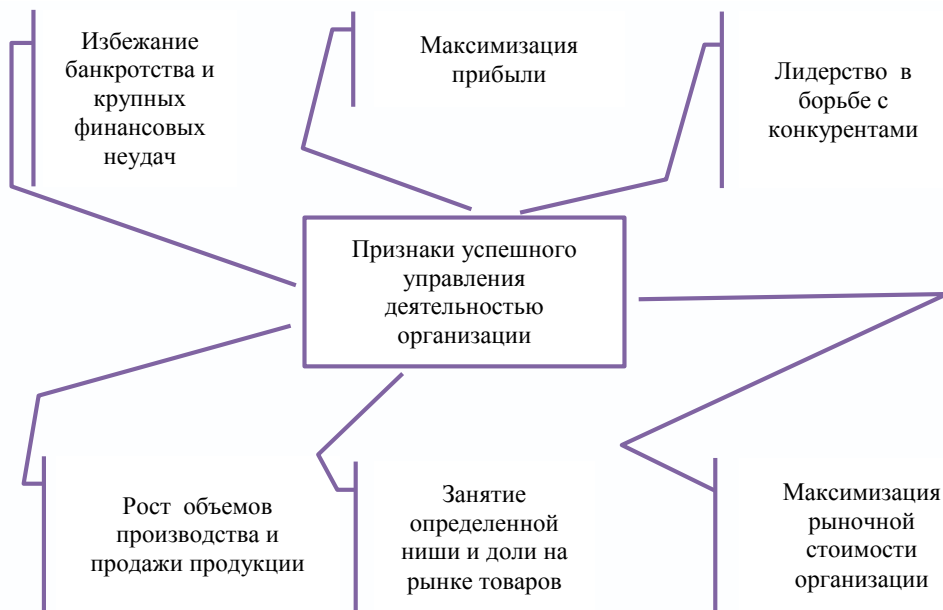 Избежание
банкротства и
крупных
финансовых
неудач
Максимизация
прибыли
Лидерство в
борьбе с
конкурентами
Признаки успешного
управления
деятельностью
организации
Рост объемов
производства и
продажи продукции
Занятие
определенной
ниши и доли на
рынке товаров
Максимизация
рыночной
стоимости
организации